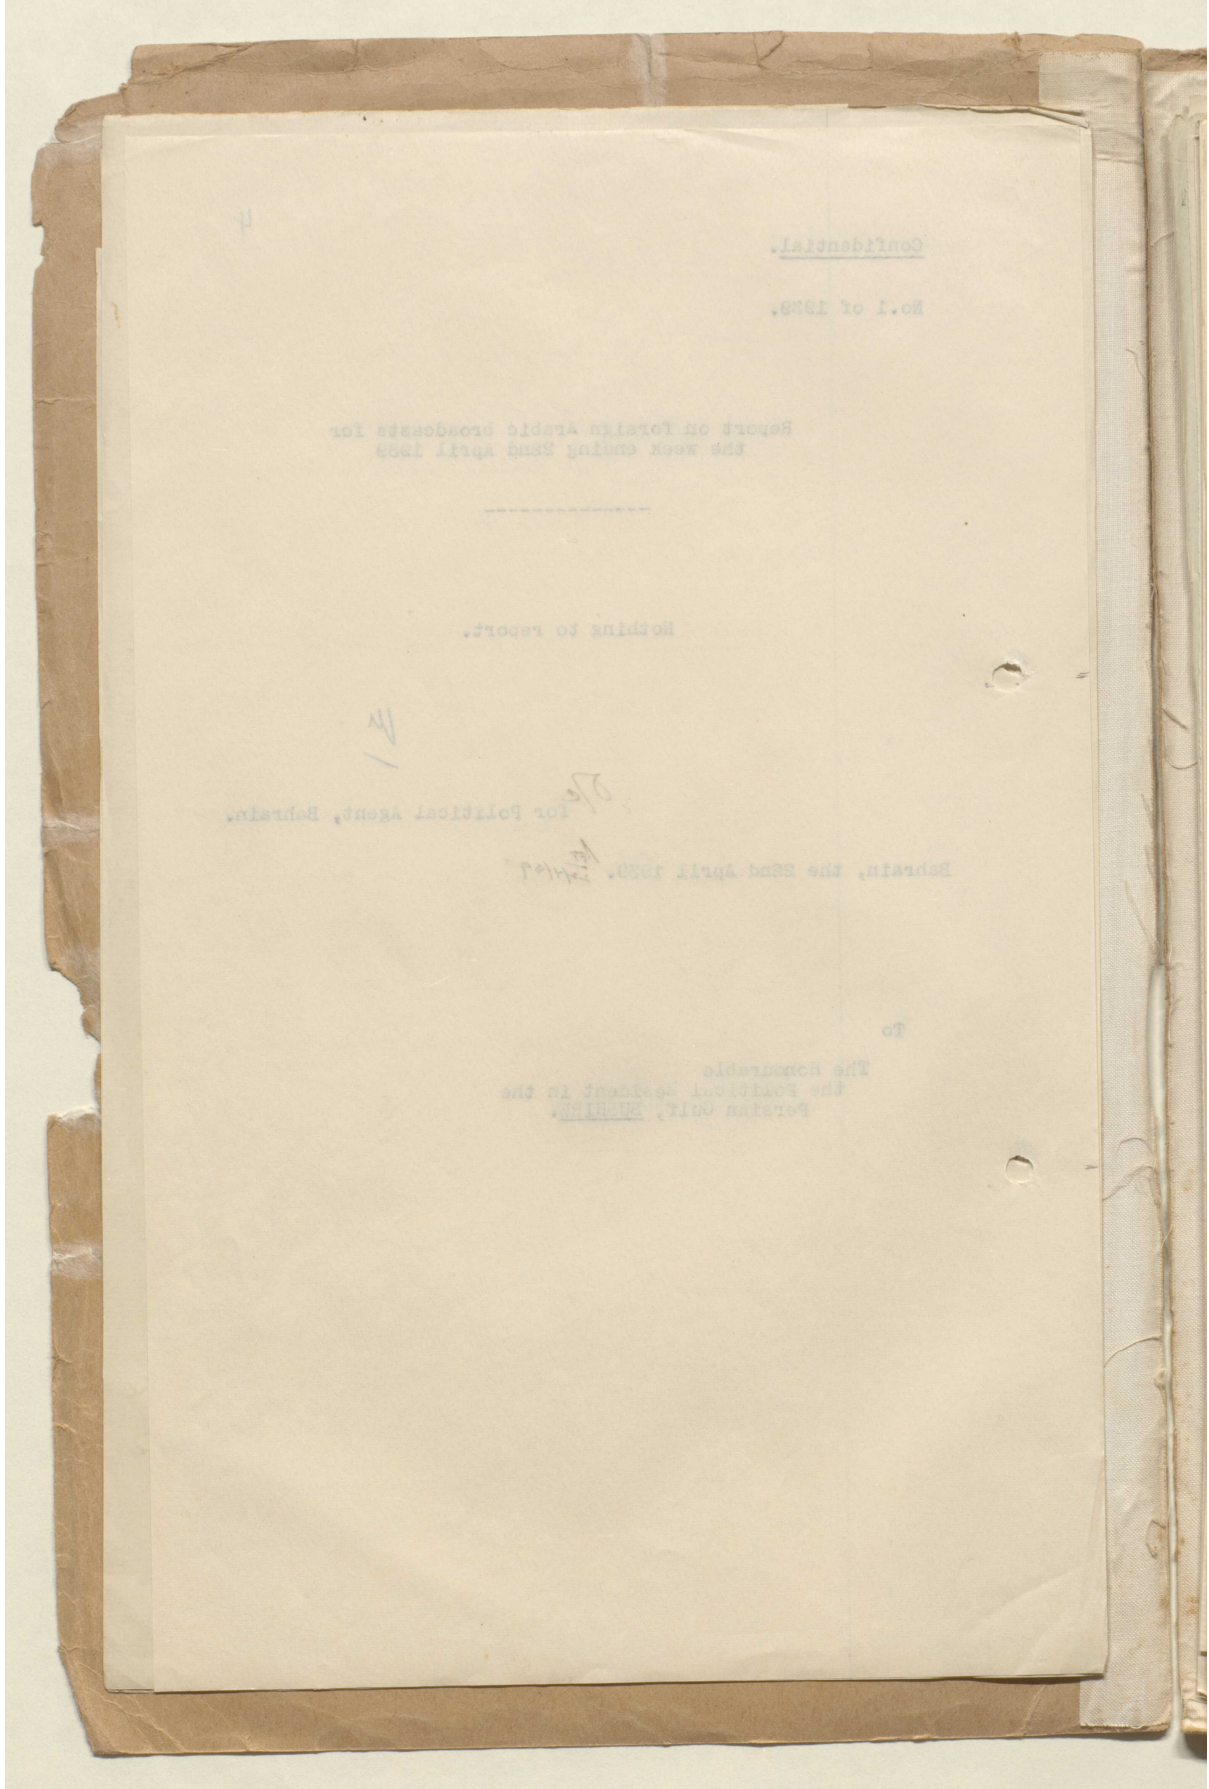 4
Confidential.
No.1 of 1939.
Report on foreign Arabic broadcasts for
the week ending 22nd April 1939
--------------
Nothing to report.
for Political Agent, Bahrain.
Bahrain, the 22nd April 1939.
To
The Honourable
the Political Resident in the
Persian Gulf, BUSHIRE.